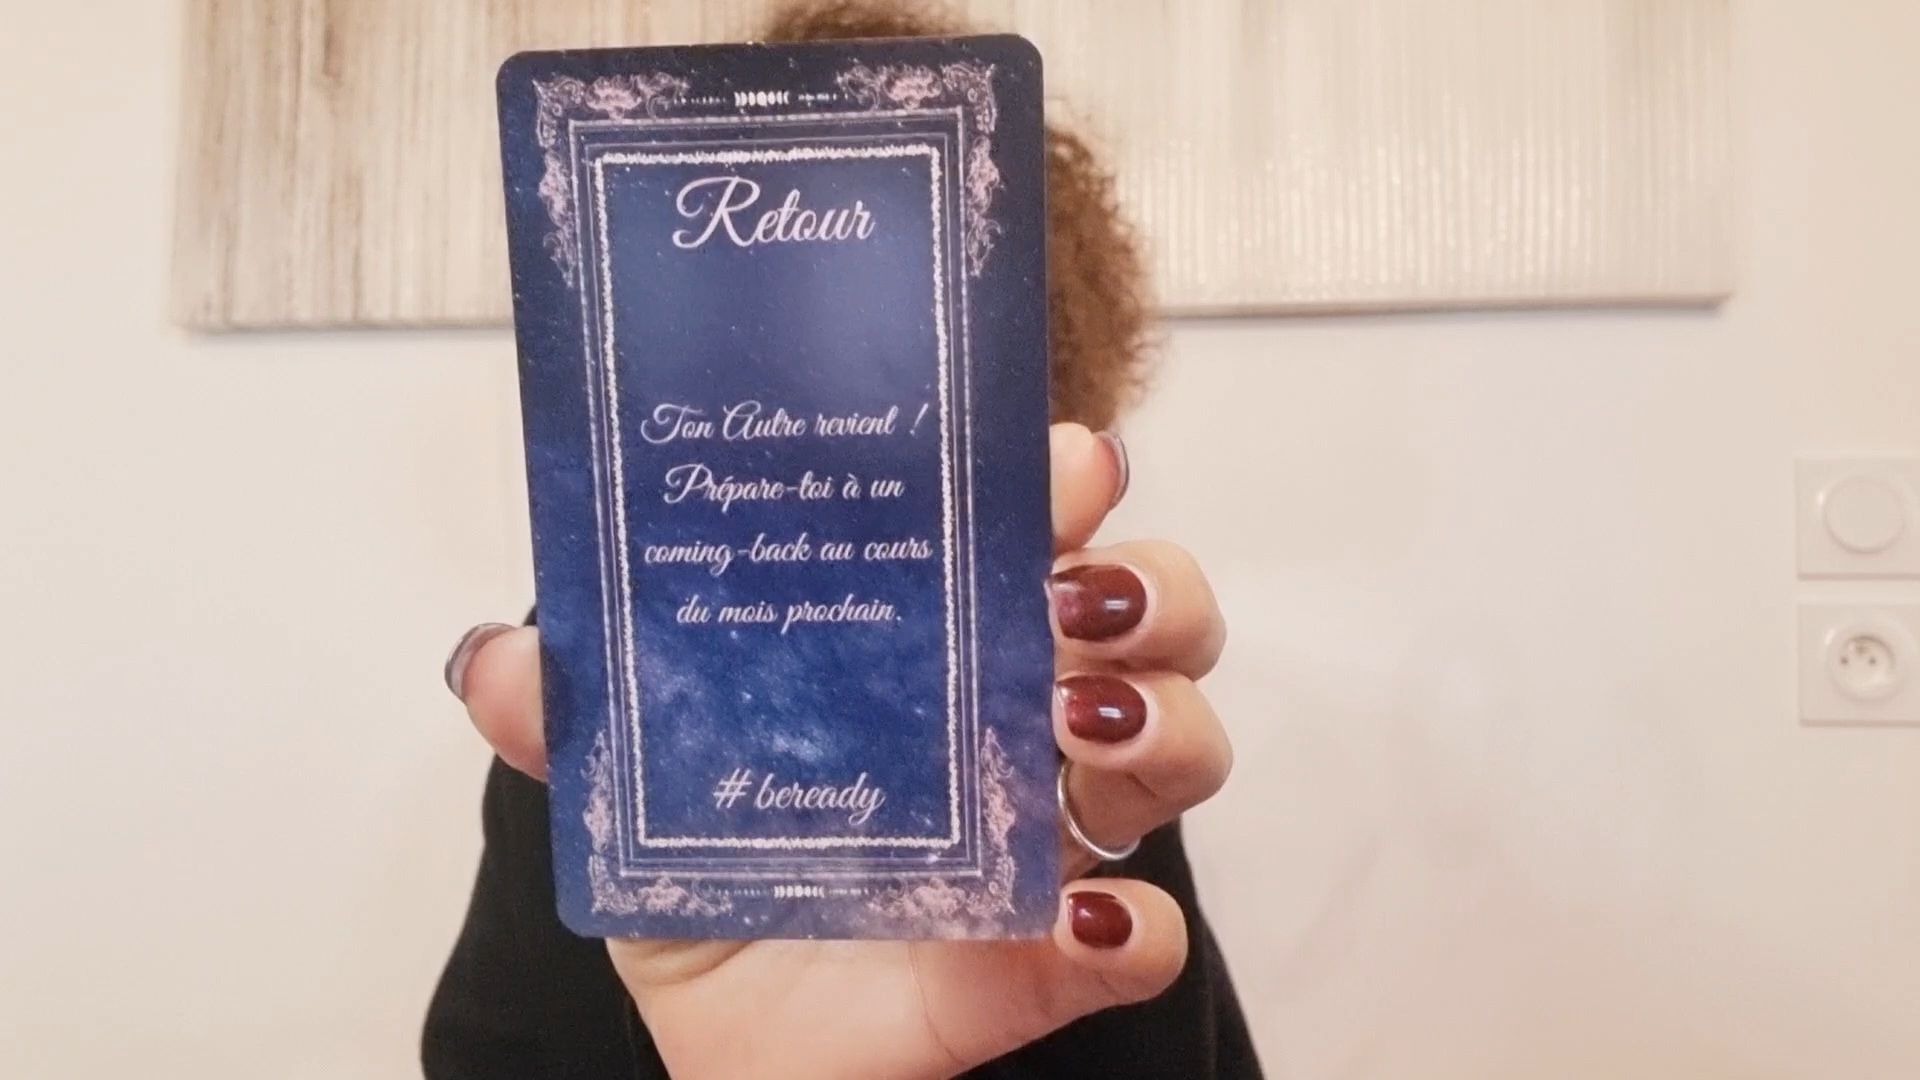 Retour
Ton Autre revient !
Prépare-toi à un
coming-back au cours
du mois prochain.
#beready